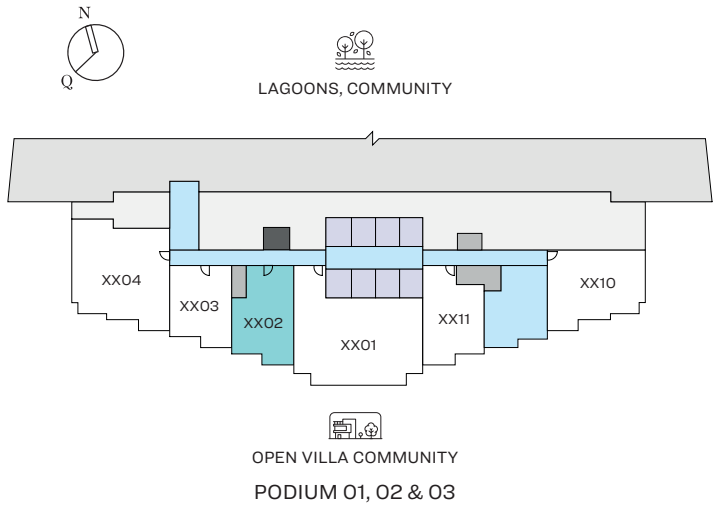 N
Q
LAGOONS, COMMUNITY
XX04
XX03
XX02
XX01
XX11
XX10
OPEN VILLA COMMUNITY
PODIUM 01, 02 & 03